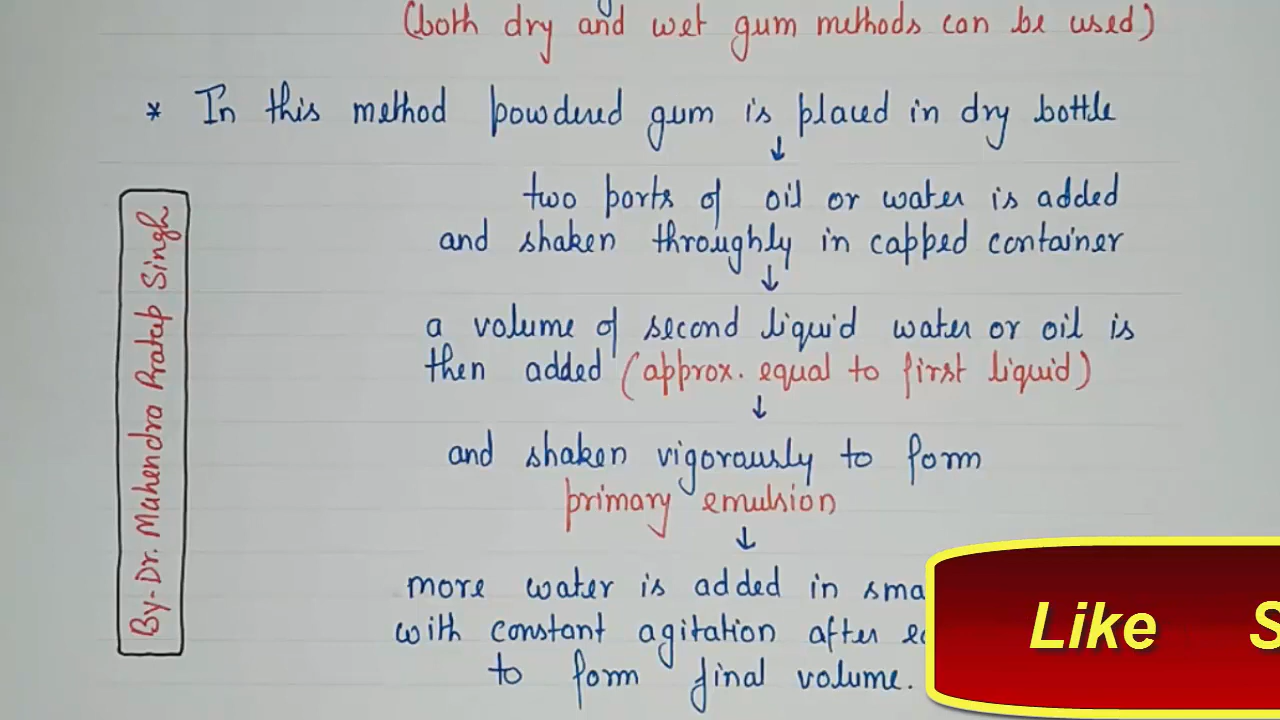 (both dry and wet gum methods can be used)
* In this method powdered gum is placed in dry bottle
↓
two parts of oil or water is added
and shaken throughly in capped container
↓
a volume of second liquid water or oil is
then added (approx. equal to first liquid)
↓
and shaken vigorously to form
primary emulsion
↓
more water is added in sma
with constant agitation after ea
to form final volume.
By- Dr. Mahendra Pratap Singh
Like S